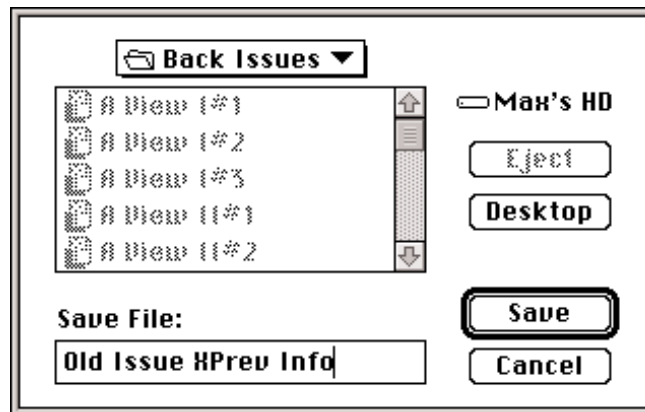 Back Issues
A View I#1
A View I#2
A View I#3
A View II#1
A View II#2
Max's HD
Eject
Desktop
Save File:
Old Issue XPrev Info
Save
Cancel